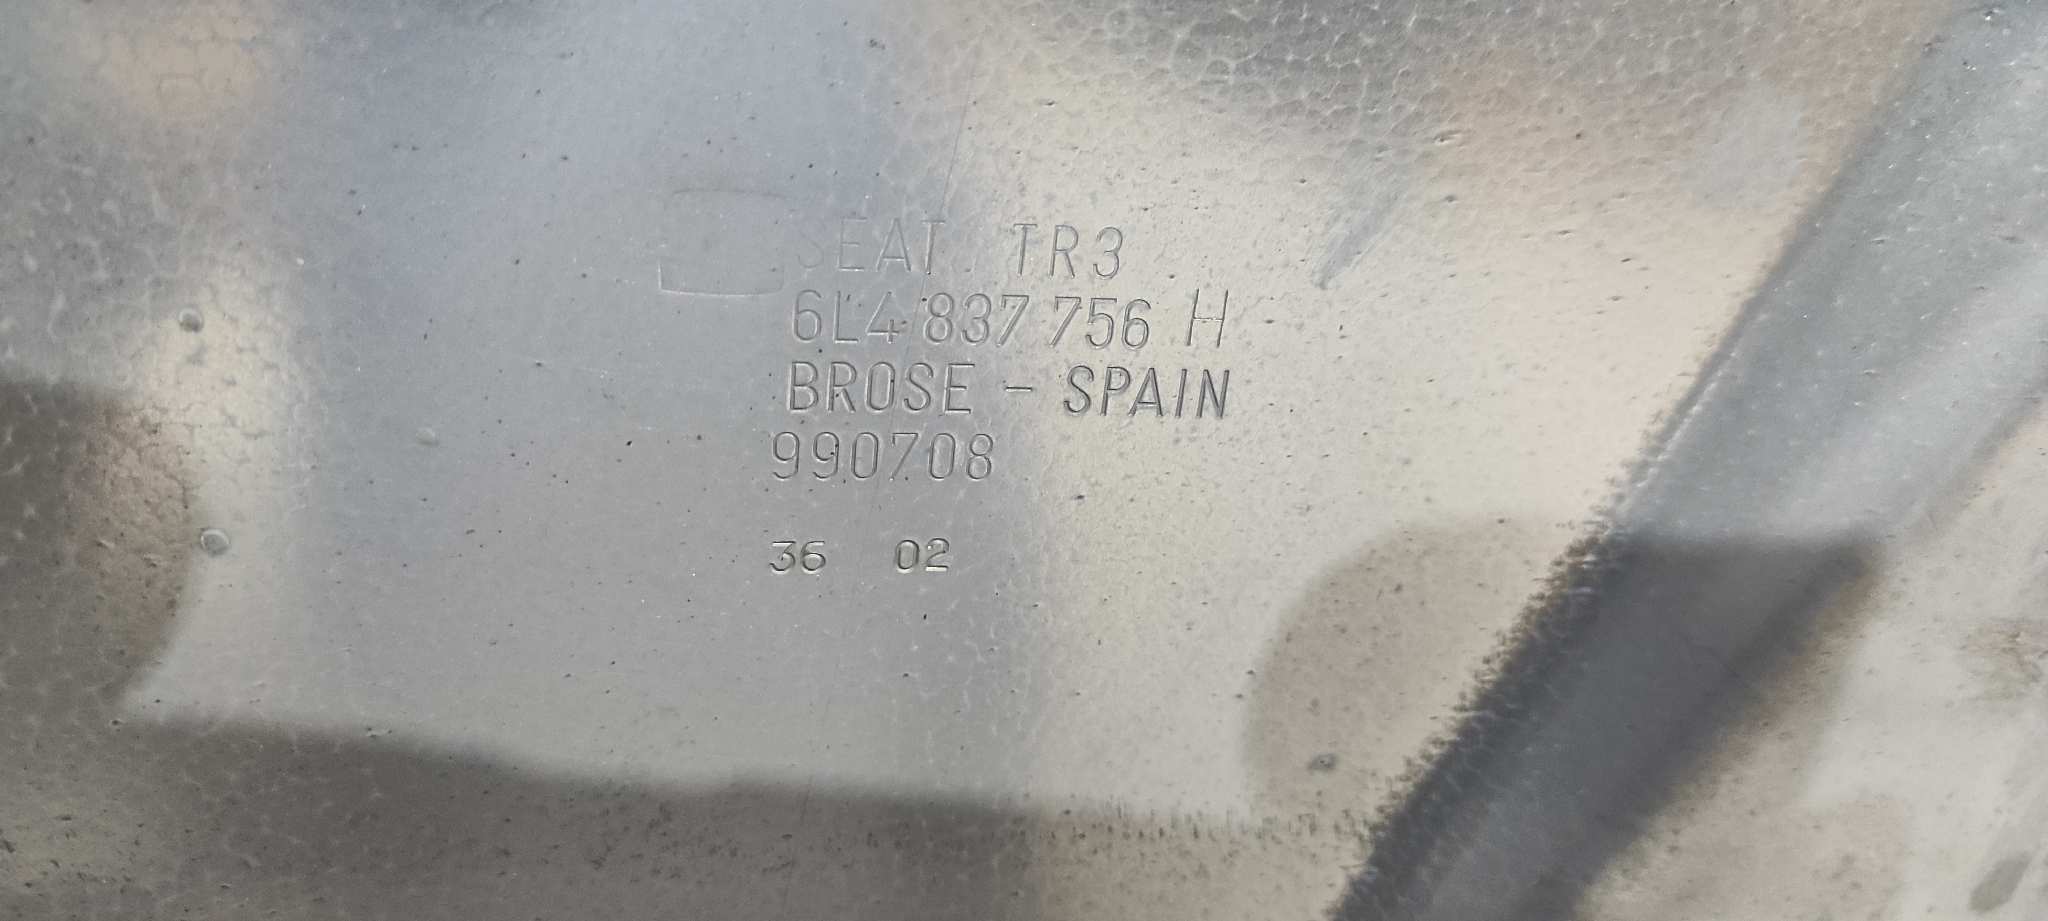 SEAT TR3
6L4 837 756 H
BROSE - SPAIN
990708
36 02